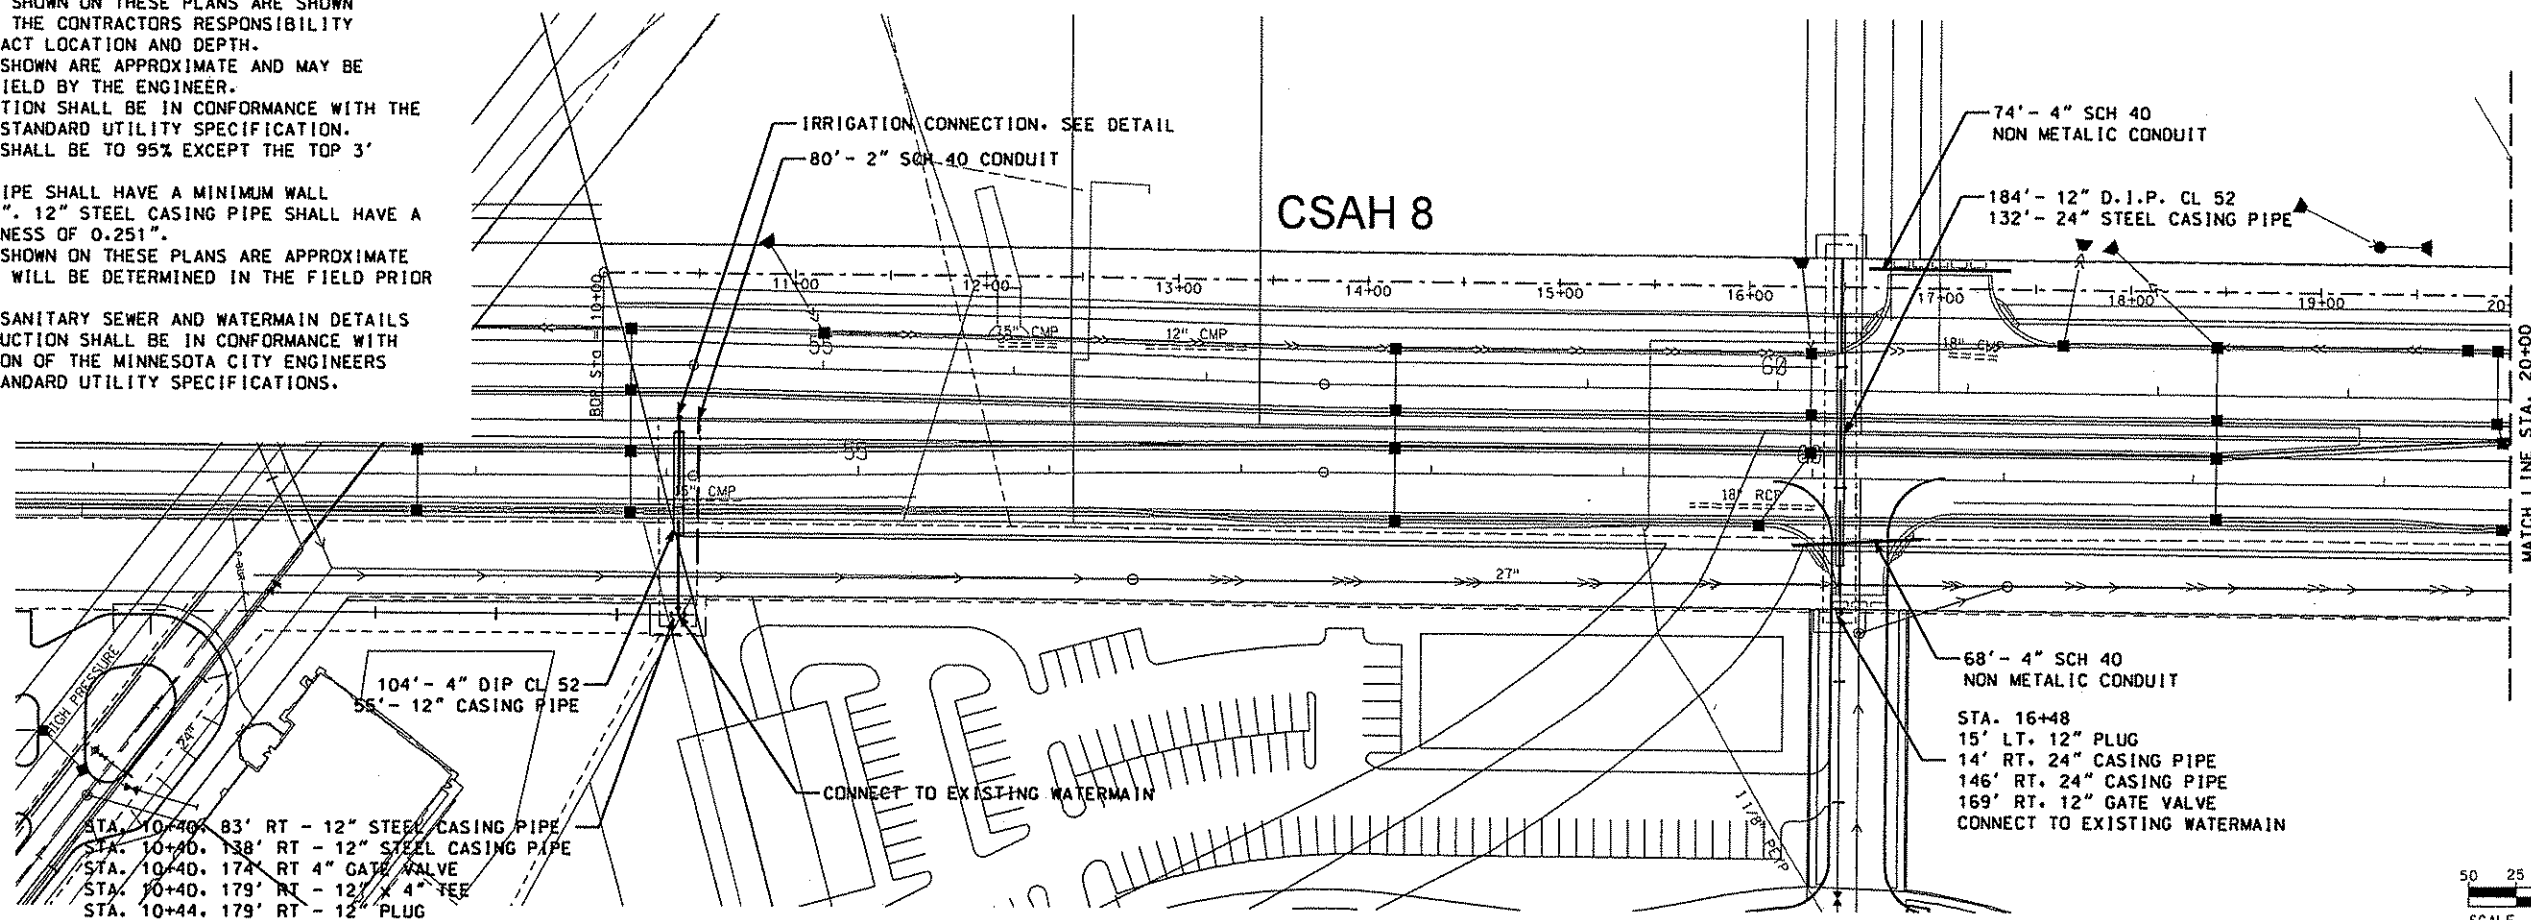 SHOWN ON THESE PLANS ARE SHOWN
THE CONTRACTORS RESPONSIBILITY
ACT LOCATION AND DEPTH.
SHOWN ARE APPROXIMATE AND MAY BE
IELD BY THE ENGINEER.
TION SHALL BE IN CONFORMANCE WITH THE
STANDARD UTILITY SPECIFICATION.
SHALL BE TO 95% EXCEPT THE TOP 3'
IPE SHALL HAVE A MINIMUM WALL
". 12" STEEL CASING PIPE SHALL HAVE A
NESS OF 0.251".
SHOWN ON THESE PLANS ARE APPROXIMATE
WILL BE DETERMINED IN THE FIELD PRIOR
SANITARY SEWER AND WATERMAIN DETAILS
UCTION SHALL BE IN CONFORMANCE WITH
ON OF THE MINNESOTA CITY ENGINEERS
ANDARD UTILITY SPECIFICATIONS.
IRRIGATION CONNECTION. SEE DETAIL
80'- 2" SCH 40 CONDUIT
CSAH 8
74'- 4" SCH 40
NON METALIC CONDUIT
184'- 12" D.I.P. CL 52
132'- 24" STEEL CASING PIPE
BOP Sta = 10+00
11+00
12+00
13+00
14+00
15+00
16+00
17+00
18+00
19+00
20
15" CMP
12" CMP
18" CMP
55
60
55
15" CMP
18" RCP
27"
MATCH LINE STA. 20+00
HIGH PRESSURE
24"
104'- 4" DIP CL 52
55'- 12" CASING PIPE
CONNECT TO EXISTING WATERMAIN
STA. 10+40. 83' RT - 12" STEEL CASING PIPE
STA. 10+40. 138' RT - 12" STEEL CASING PIPE
STA. 10+40. 174' RT 4" GATE VALVE
STA. 10+40. 179' RT - 12" x 4" TEE
STA. 10+44. 179' RT - 12" PLUG
68'- 4" SCH 40
NON METALIC CONDUIT
STA. 16+48
15' LT. 12" PLUG
14' RT. 24" CASING PIPE
146' RT. 24" CASING PIPE
169' RT. 12" GATE VALVE
CONNECT TO EXISTING WATERMAIN
1 1/8" PETP
50 25
SCALE